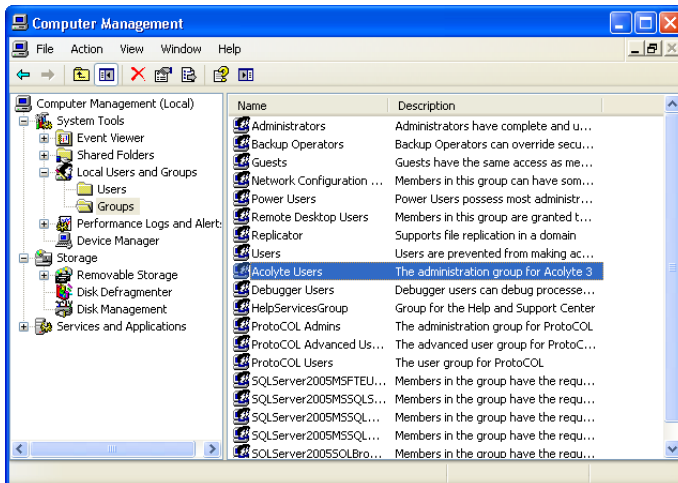 Computer Management
File Action View Window Help
Computer Management (Local)
System Tools
Event Viewer
Shared Folders
Local Users and Groups
Users
Groups
Performance Logs and Alert
Device Manager
Storage
Removable Storage
Disk Defragmenter
Disk Management
Services and Applications
Name Description
Administrators Administrators have complete and u...
Backup Operators Backup Operators can override secu...
Guests Guests have the same access as me...
Network Configuration ... Members in this group can have som...
Power Users Power Users possess most administr...
Remote Desktop Users Members in this group are granted t...
Replicator Supports file replication in a domain
Users Users are prevented from making ac...
Acolyte Users The administration group for Acolyte 3
Debugger Users Debugger users can debug processe...
HelpServicesGroup Group for the Help and Support Center
ProtoCOL Admins The administration group for ProtoCOL
ProtoCOL Advanced Us... The advanced user group for ProtoC...
ProtoCOL Users The user group for ProtoCOL
SQLServer2005MSFTEU... Members in the group have the requ...
SQLServer2005MSSQLS... Members in the group have the requ...
SQLServer2005MSSQL... Members in the group have the requ...
SQLServer2005MSSQL... Members in the group have the requ...
SQLServer2005SQLBro... Members in the group have the requ...